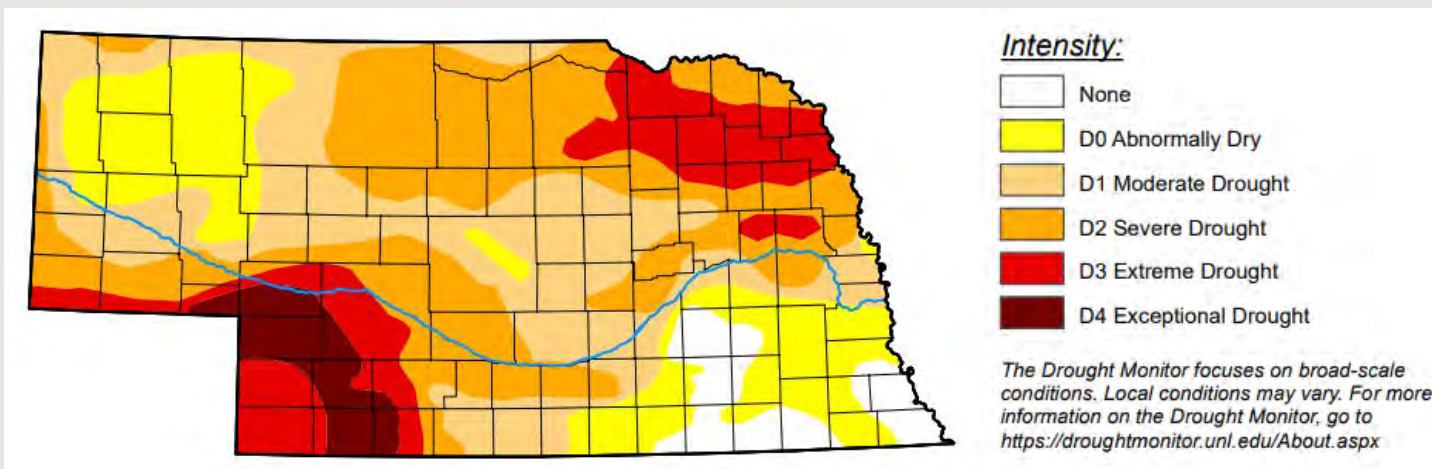 Intensity:
None
D0 Abnormally Dry
D1 Moderate Drought
D2 Severe Drought
D3 Extreme Drought
D4 Exceptional Drought
The Drought Monitor focuses on broad-scale
conditions. Local conditions may vary. For more
information on the Drought Monitor, go to
https://droughtmonitor.unl.edu/About.aspx